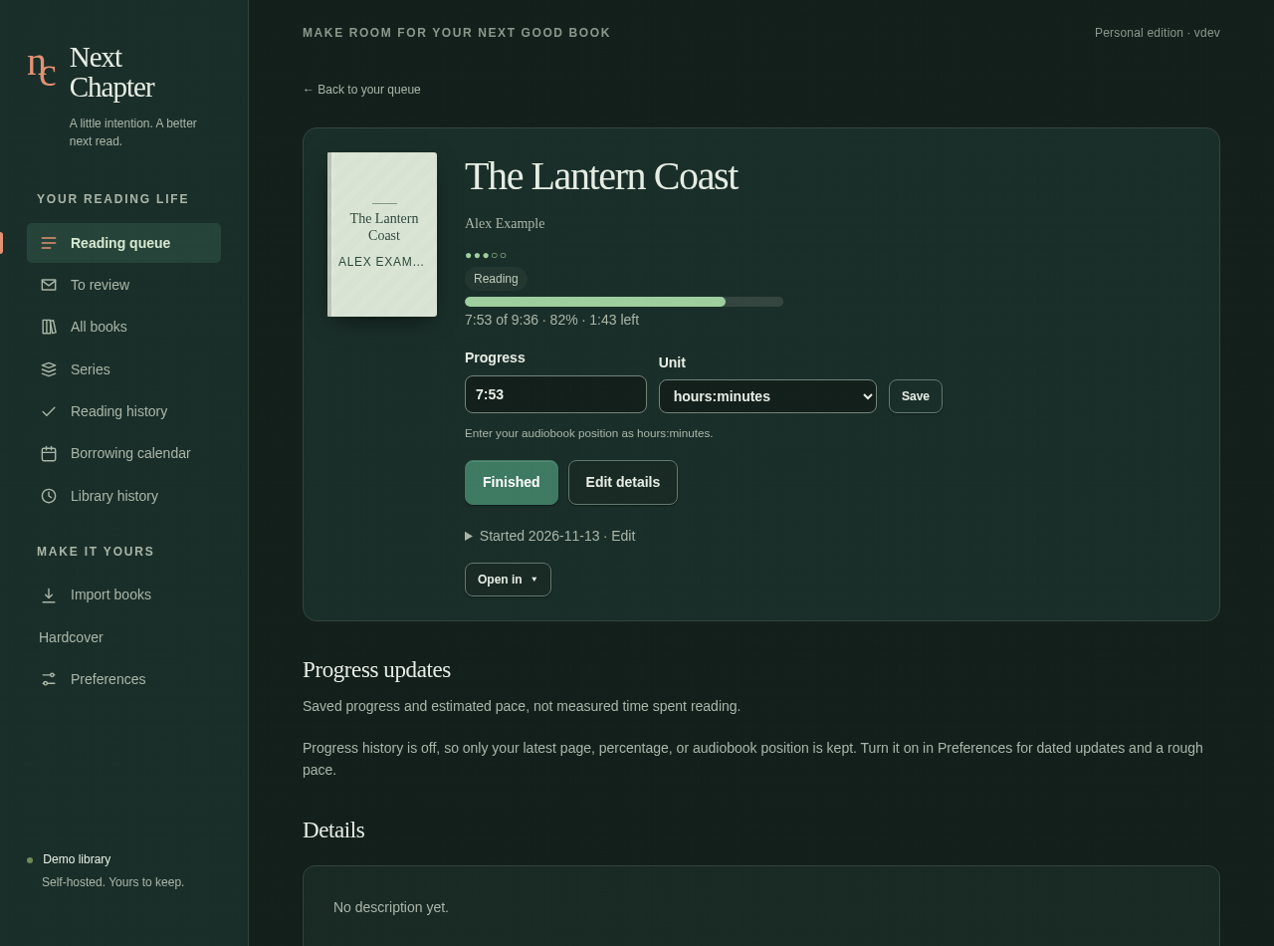 nc
Next
Chapter
A little intention. A better
next read.
YOUR READING LIFE
Reading queue
To review
All books
Series
Reading history
Borrowing calendar
Library history
MAKE IT YOURS
Import books
Hardcover
Preferences
Demo library
Self-hosted. Yours to keep.
MAKE ROOM FOR YOUR NEXT GOOD BOOK
Personal edition · vdev
← Back to your queue
The Lantern
Coast
ALEX EXAM…
The Lantern Coast
Alex Example
Reading
7:53 of 9:36 · 82% · 1:43 left
Progress
Unit
7:53
hours:minutes
Save
Enter your audiobook position as hours:minutes.
Finished
Edit details
Started 2026-11-13 · Edit
Open in
Progress updates
Saved progress and estimated pace, not measured time spent reading.
Progress history is off, so only your latest page, percentage, or audiobook position is kept. Turn it on in Preferences for dated updates and a rough
pace.
Details
No description yet.